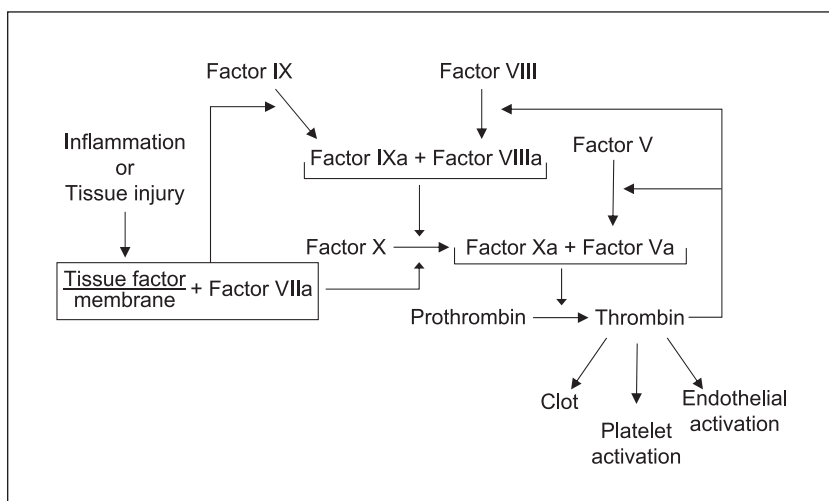 Factor IX
Factor VIII
Inflammation
or
Tissue injury
Factor IXa + Factor VIIIa
Factor V
Factor X
Factor Xa + Factor Va
Tissue factor
membrane
+ Factor VIIa
Prothrombin
Thrombin
Clot
Platelet
activation
Endothelial
activation